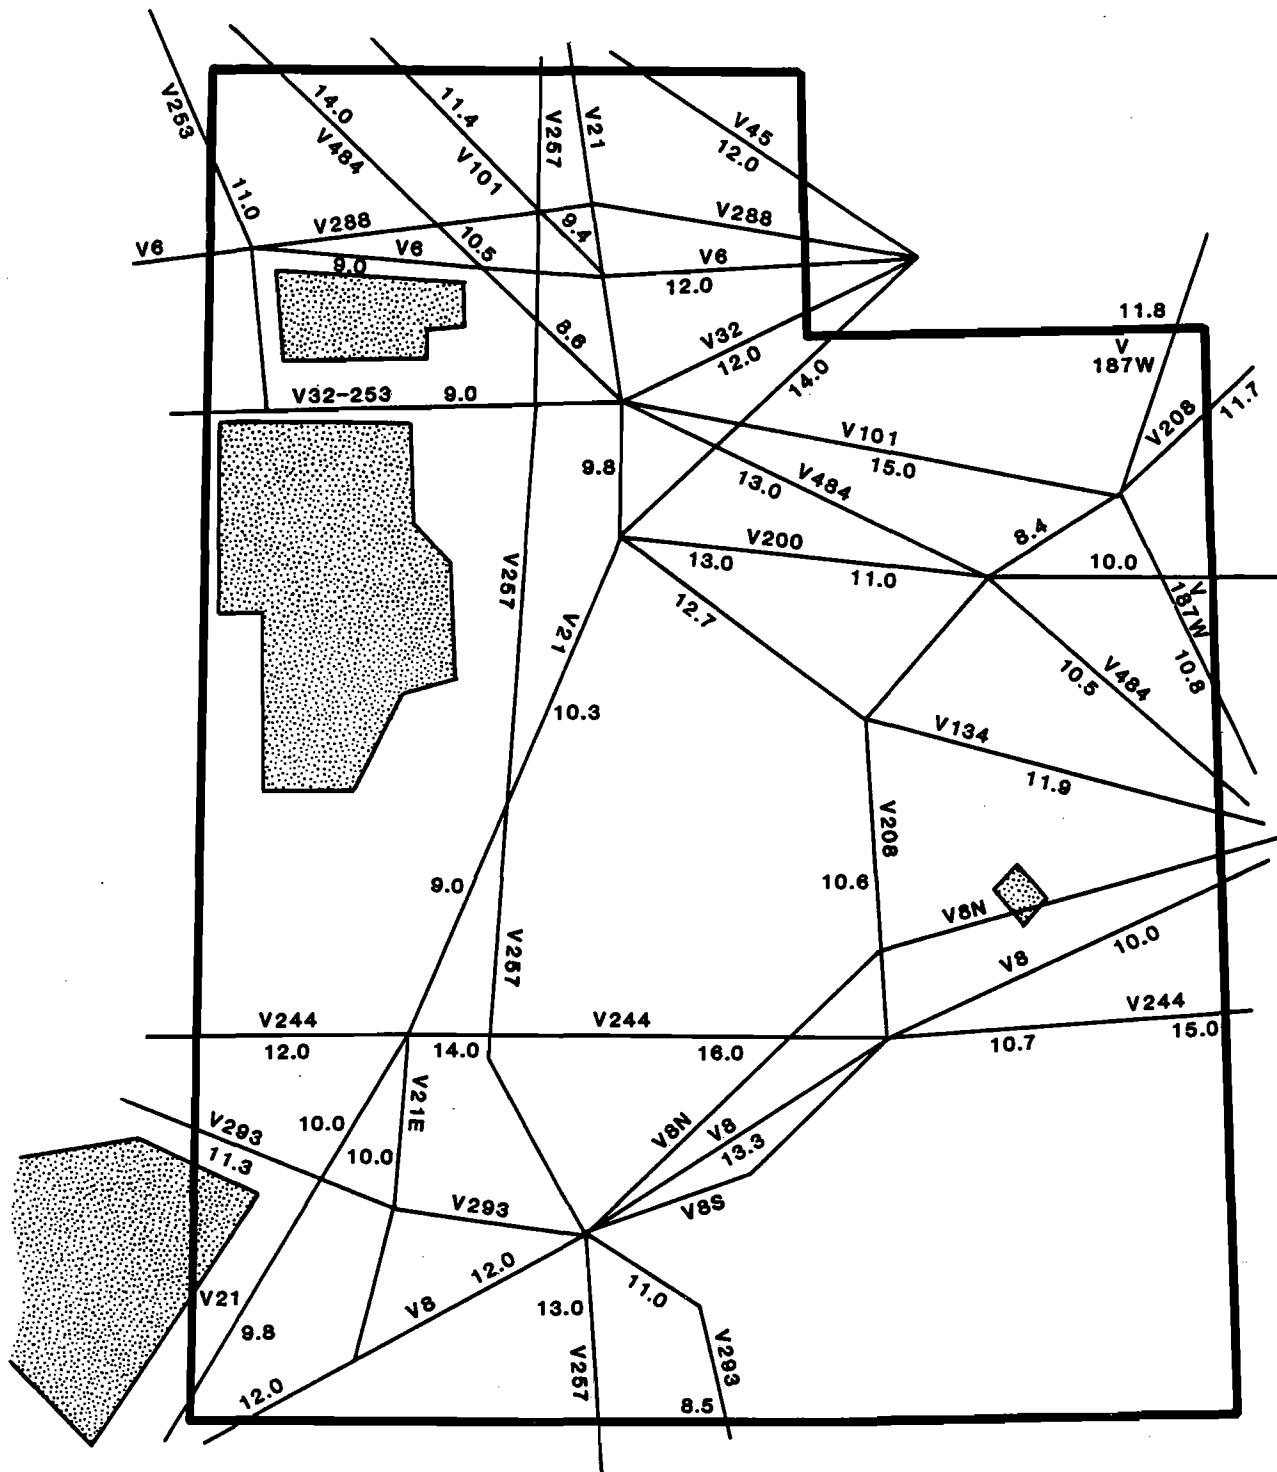 V253
14.0
V484
11.4
V101
V257
V21
V45
12.0
11.0
V288
10.5
9.4
V288
V6
V6
9.0
V6
12.0
8.6
V32
12.0
11.8
V
187W
14.0
V32-253
9.0
V208
11.7
V101
15.0
9.8
V484
13.0
V200
13.0
11.0
8.4
10.0
V
187W
10.8
V257
12.7
V21
10.3
V484
10.5
V134
11.9
V208
10.6
9.0
V8N
V257
V8
10.0
V244
12.0
14.0
V244
16.0
V244
10.7
15.0
V293
11.3
10.0
V21E
10.0
V8N
V8
13.3
V293
V8S
V21
9.8
12.0
V8
12.0
13.0
V257
11.0
V293
8.5